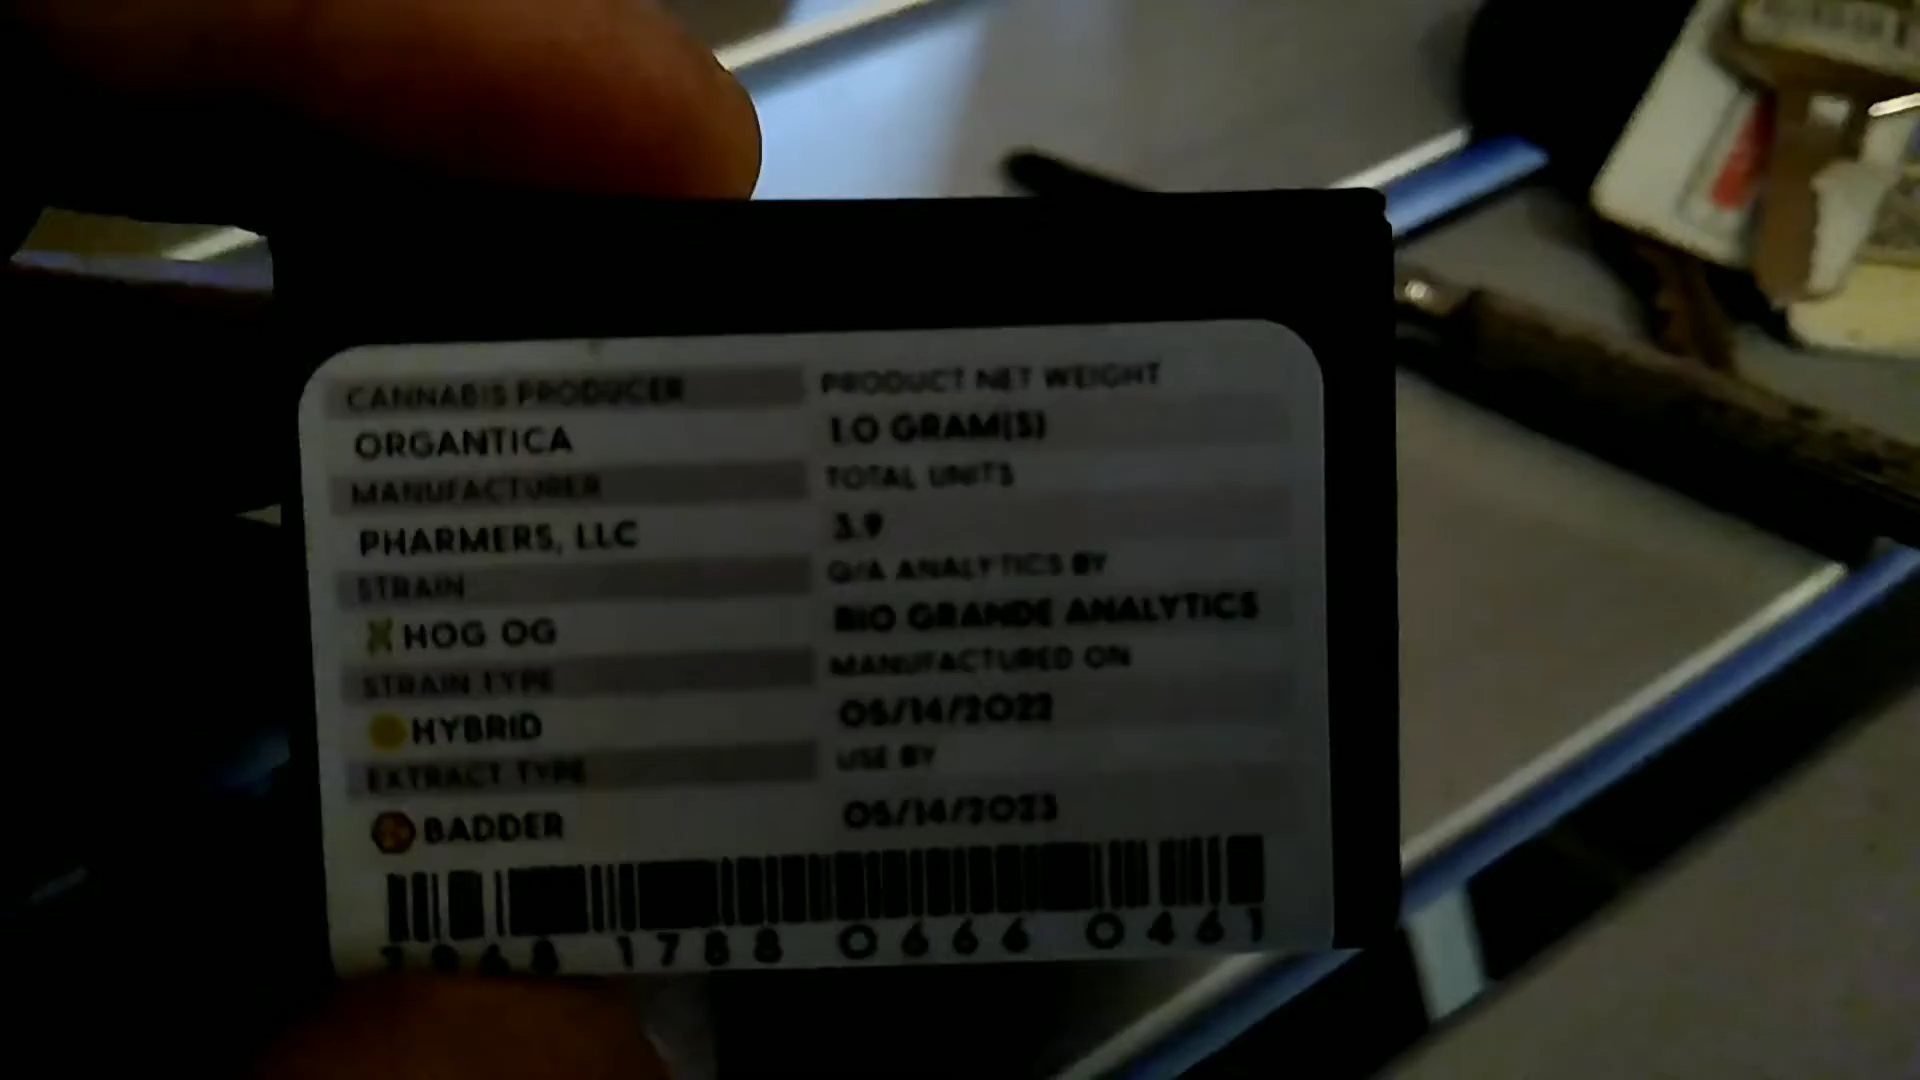 CANNABIS PRODUCER
ORGANTICA
MANUFACTURER
PHARMERS, LLC
STRAIN
HOG OG
STRAIN TYPE
HYBRID
EXTRACT TYPE
BADDER
PRODUCT NET WEIGHT
1.0 GRAM(S)
TOTAL UNITS
3.9
Q/A ANALYTICS BY
RIO GRANDE ANALYTICS
MANUFACTURED ON
05/14/2022
USE BY
05/14/2023
1788 0666 0461